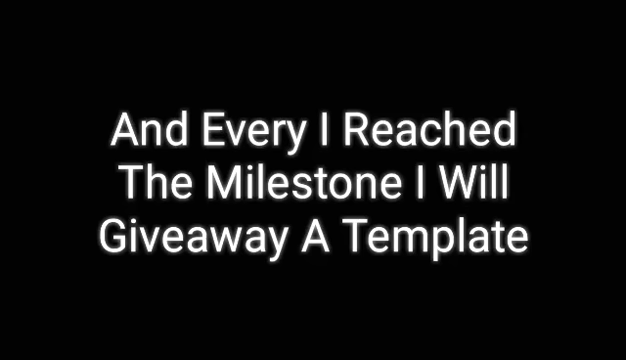 And Every I Reached
The Milestone I Will
Giveaway A Template